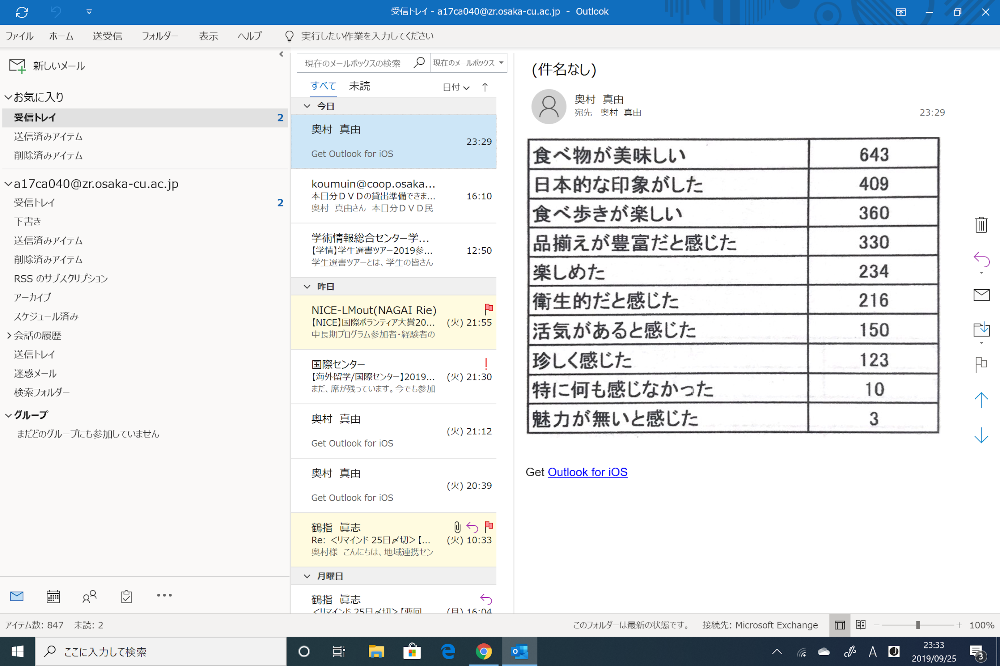 受信トレイ - a17ca040@zr.osaka-cu.ac.jp - Outlook
ファイル ホーム 送受信 フォルダー 表示 ヘルプ 実行したい作業を入力してください
新しいメール
お気に入り
受信トレイ 2
送信済みアイテム
削除済みアイテム
a17ca040@zr.osaka-cu.ac.jp
受信トレイ 2
下書き
送信済みアイテム
削除済みアイテム
RSS のサブスクリプション
アーカイブ
スケジュール済み
会話の履歴
送信トレイ
迷惑メール
検索フォルダー
グループ
まだどのグループにも参加していません
現在のメールボックスの検索 現在のメールボックス
すべて 未読 日付
今日
奥村 真由
23:29
Get Outlook for iOS
koumuin@coop.osaka...
本日分ＤＶＤの貸出準備できま... 16:10
奥村 真由さん 本日分ＤＶＤ民
学術情報総合センター学...
【学情】学生選書ツアー2019参... 12:50
学生選書ツアーとは、学生の皆さん
昨日
NICE-LMout(NAGAI Rie)
【NICE】国際ボランティア大賞20... (火) 21:55
中長期プログラム参加者・経験者の
国際センター
【海外留学/国際センター】2019... (火) 21:30
まだ、席が残っています。今でも参加
奥村 真由
(火) 21:12
Get Outlook for iOS
奥村 真由
(火) 20:39
Get Outlook for iOS
鶴指 眞志
Re: ＜リマインド 25日〆切＞【... (火) 10:33
奥村様 こんにちは、地域連携セン
月曜日
鶴指 眞志
＜リマインド 25日〆切＞【要回 (月) 16:04
(件名なし)
奥村 真由
宛先 奥村 真由 23:29
食べ物が美味しい 643
日本的な印象がした 409
食べ歩きが楽しい 360
品揃えが豊富だと感じた 330
楽しめた 234
衛生的だと感じた 216
活気があると感じた 150
珍しく感じた 123
特に何も感じなかった 10
魅力が無いと感じた 3
Get Outlook for iOS
アイテム数: 847 未読: 2 このフォルダーは最新の状態です。 接続先: Microsoft Exchange 100%
ここに入力して検索
A
23:33
2019/09/25
3